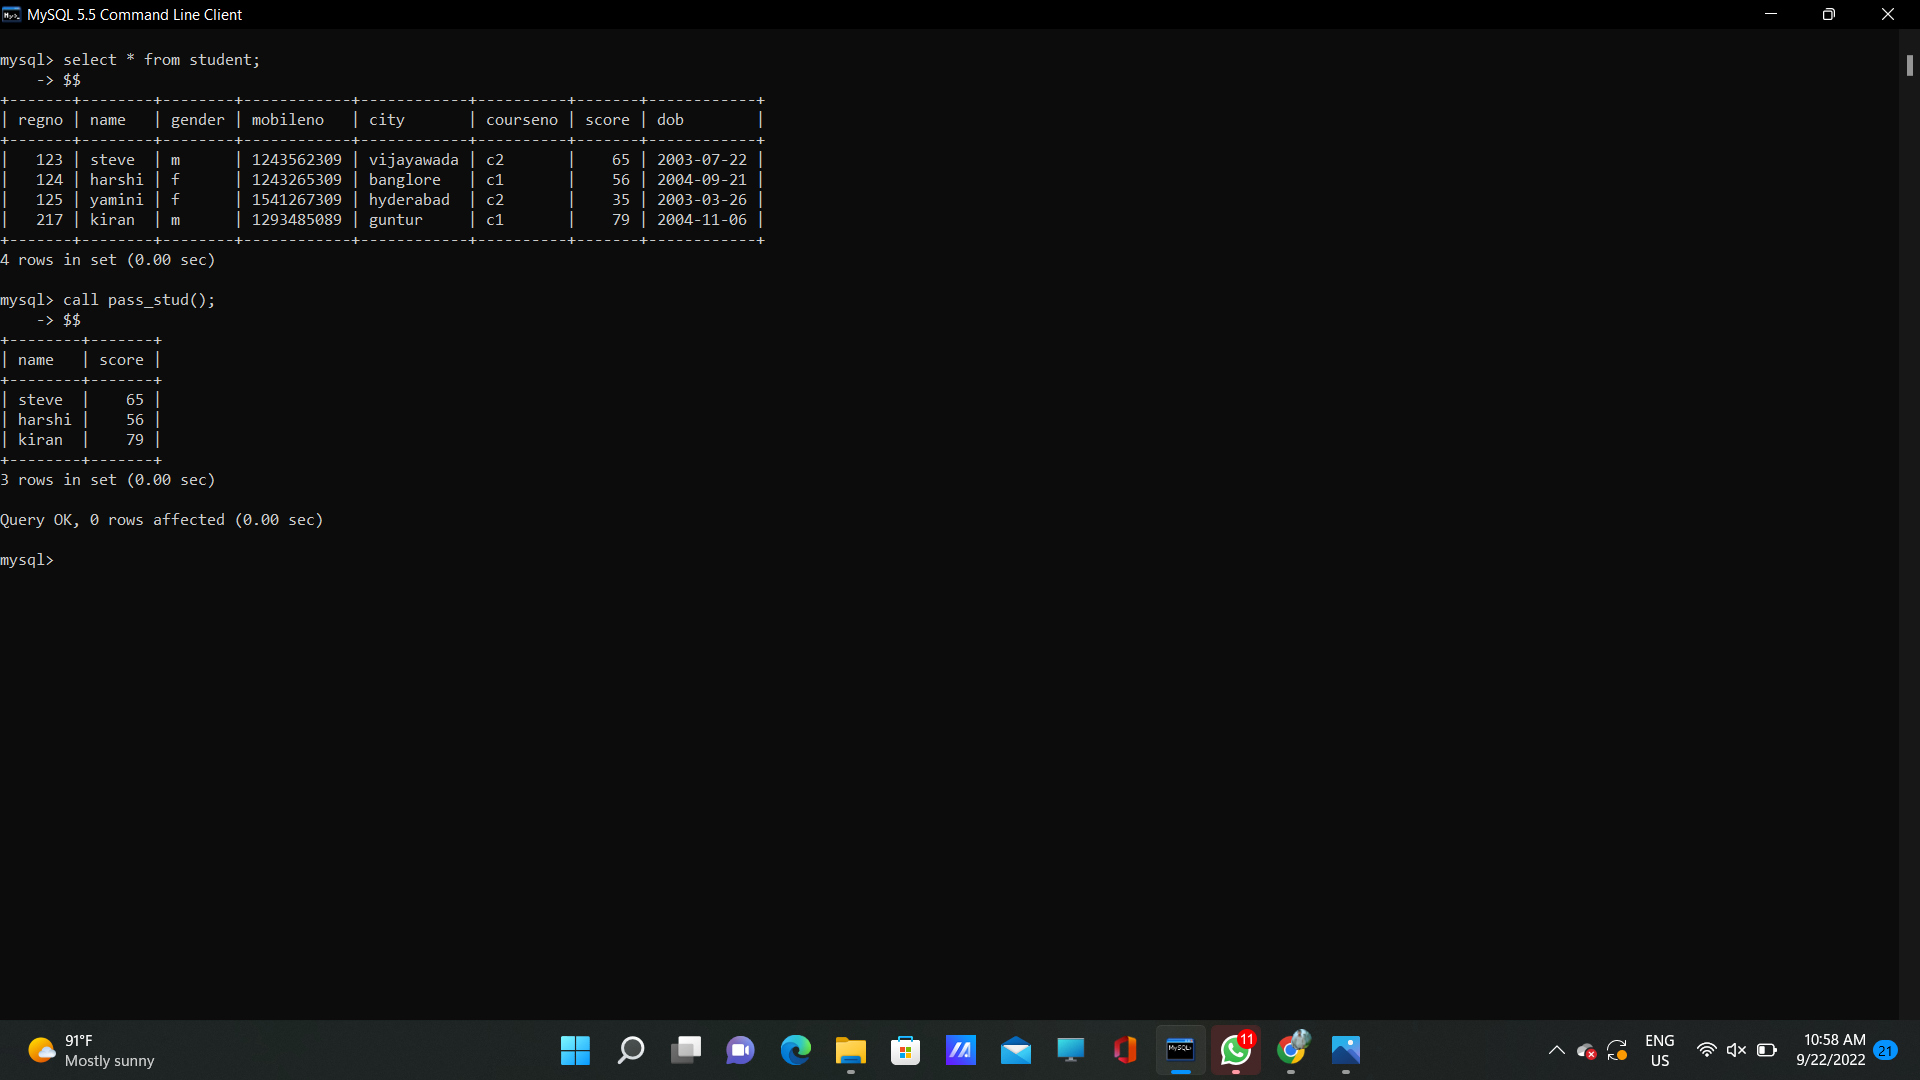 MySQL 5.5 Command Line Client
mysql> select * from student;
    -> $$
+-------+--------+--------+------------+------------+----------+-------+------------+
| regno | name   | gender | mobileno   | city       | courseno | score | dob        |
+-------+--------+--------+------------+------------+----------+-------+------------+
|   123 | steve  | m      | 1243562309 | vijayawada | c2       |    65 | 2003-07-22 |
|   124 | harshi | f      | 1243265309 | banglore   | c1       |    56 | 2004-09-21 |
|   125 | yamini | f      | 1541267309 | hyderabad  | c2       |    35 | 2003-03-26 |
|   217 | kiran  | m      | 1293485089 | guntur     | c1       |    79 | 2004-11-06 |
+-------+--------+--------+------------+------------+----------+-------+------------+
4 rows in set (0.00 sec)
mysql> call pass_stud();
    -> $$
+--------+-------+
| name   | score |
+--------+-------+
| steve  |    65 |
| harshi |    56 |
| kiran  |    79 |
+--------+-------+
3 rows in set (0.00 sec)
Query OK, 0 rows affected (0.00 sec)
mysql>
91°F
Mostly sunny
MySQL
11
ENG
US
10:58 AM
9/22/2022
21